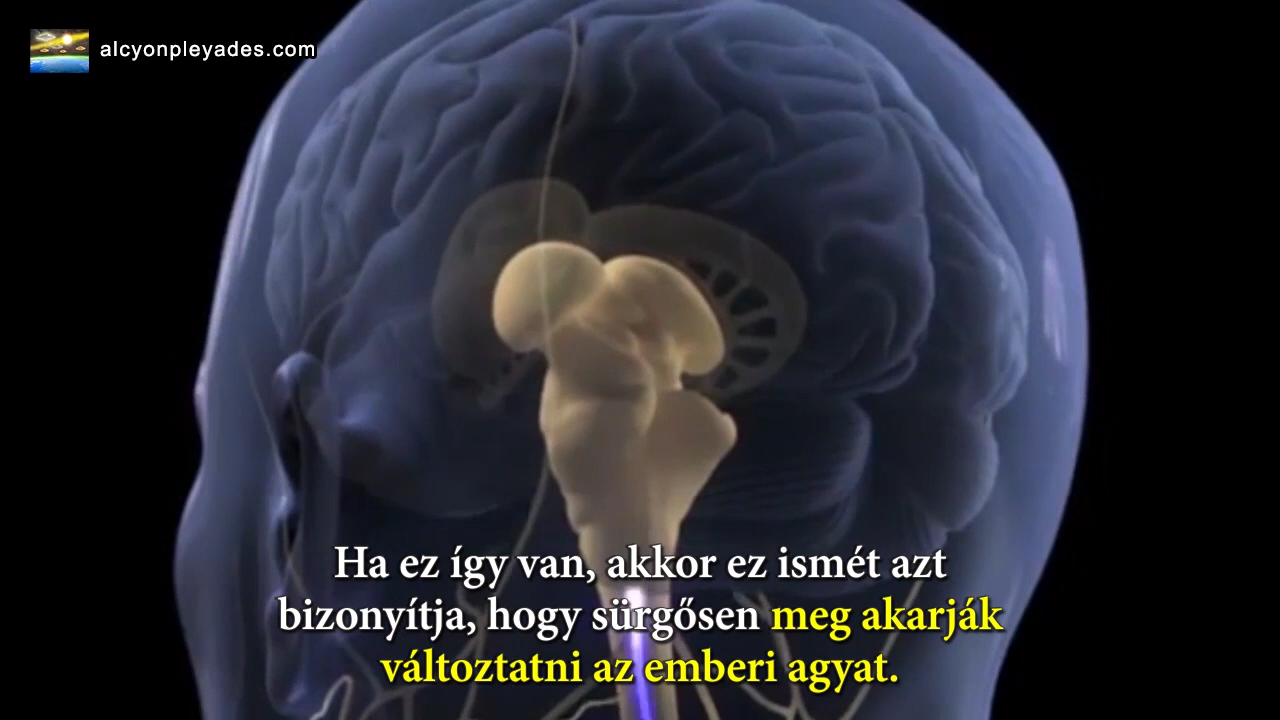 alcyonpleyades.com
Ha ez így van, akkor ez ismét azt
bizonyítja, hogy sürgősen meg akarják
változtatni az emberi agyat.